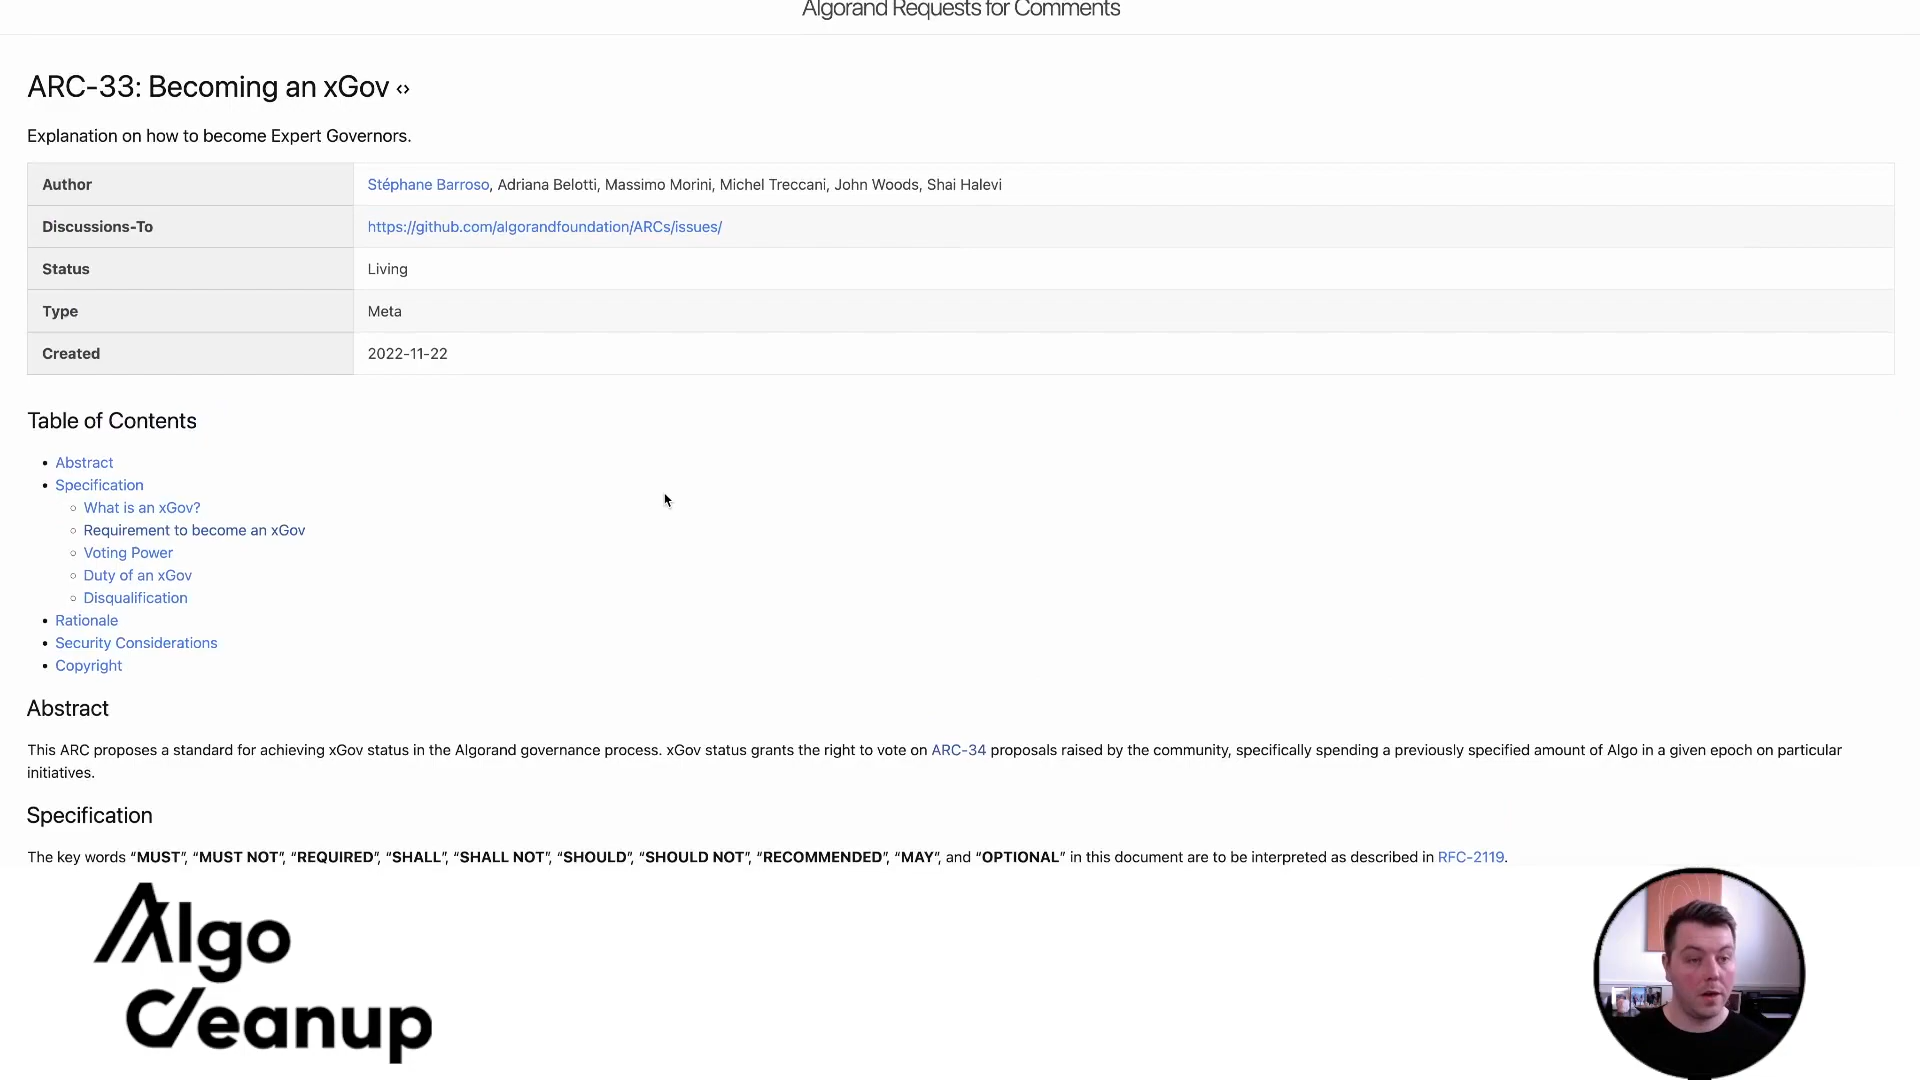 Algorand Requests for Comments
ARC-33: Becoming an xGov <>
Explanation on how to become Expert Governors.
Author Stéphane Barroso, Adriana Belotti, Massimo Morini, Michel Treccani, John Woods, Shai Halevi
Discussions-To https://github.com/algorandfoundation/ARCs/issues/
Status Living
Type Meta
Created 2022-11-22
Table of Contents
• Abstract
• Specification
◦ What is an xGov?
◦ Requirement to become an xGov
◦ Voting Power
◦ Duty of an xGov
◦ Disqualification
• Rationale
• Security Considerations
• Copyright
Abstract
This ARC proposes a standard for achieving xGov status in the Algorand governance process. xGov status grants the right to vote on ARC-34 proposals raised by the community, specifically spending a previously specified amount of Algo in a given epoch on particular
initiatives.
Specification
The key words “MUST”, “MUST NOT”, “REQUIRED”, “SHALL”, “SHALL NOT”, “SHOULD”, “SHOULD NOT”, “RECOMMENDED”, “MAY”, and “OPTIONAL” in this document are to be interpreted as described in RFC-2119.
Algo
Cleanup